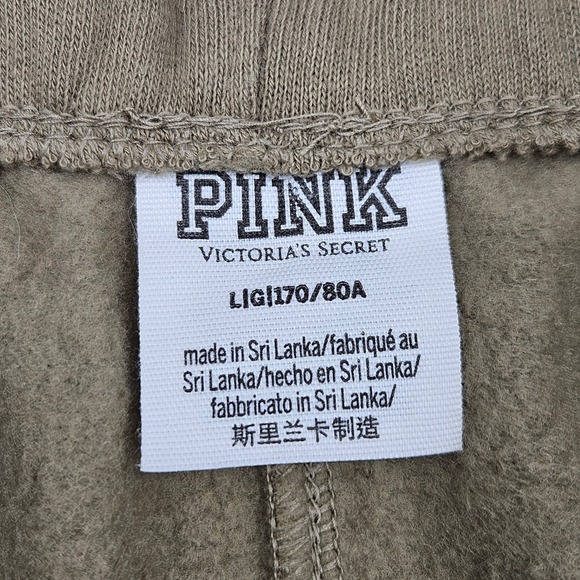 PINK
VICTORIA'S SECRET
L|G|170/80A
made in Sri Lanka/fabriqué au
Sri Lanka/hecho en Sri Lanka/
fabbricato in Sri Lanka/
斯里兰卡制造